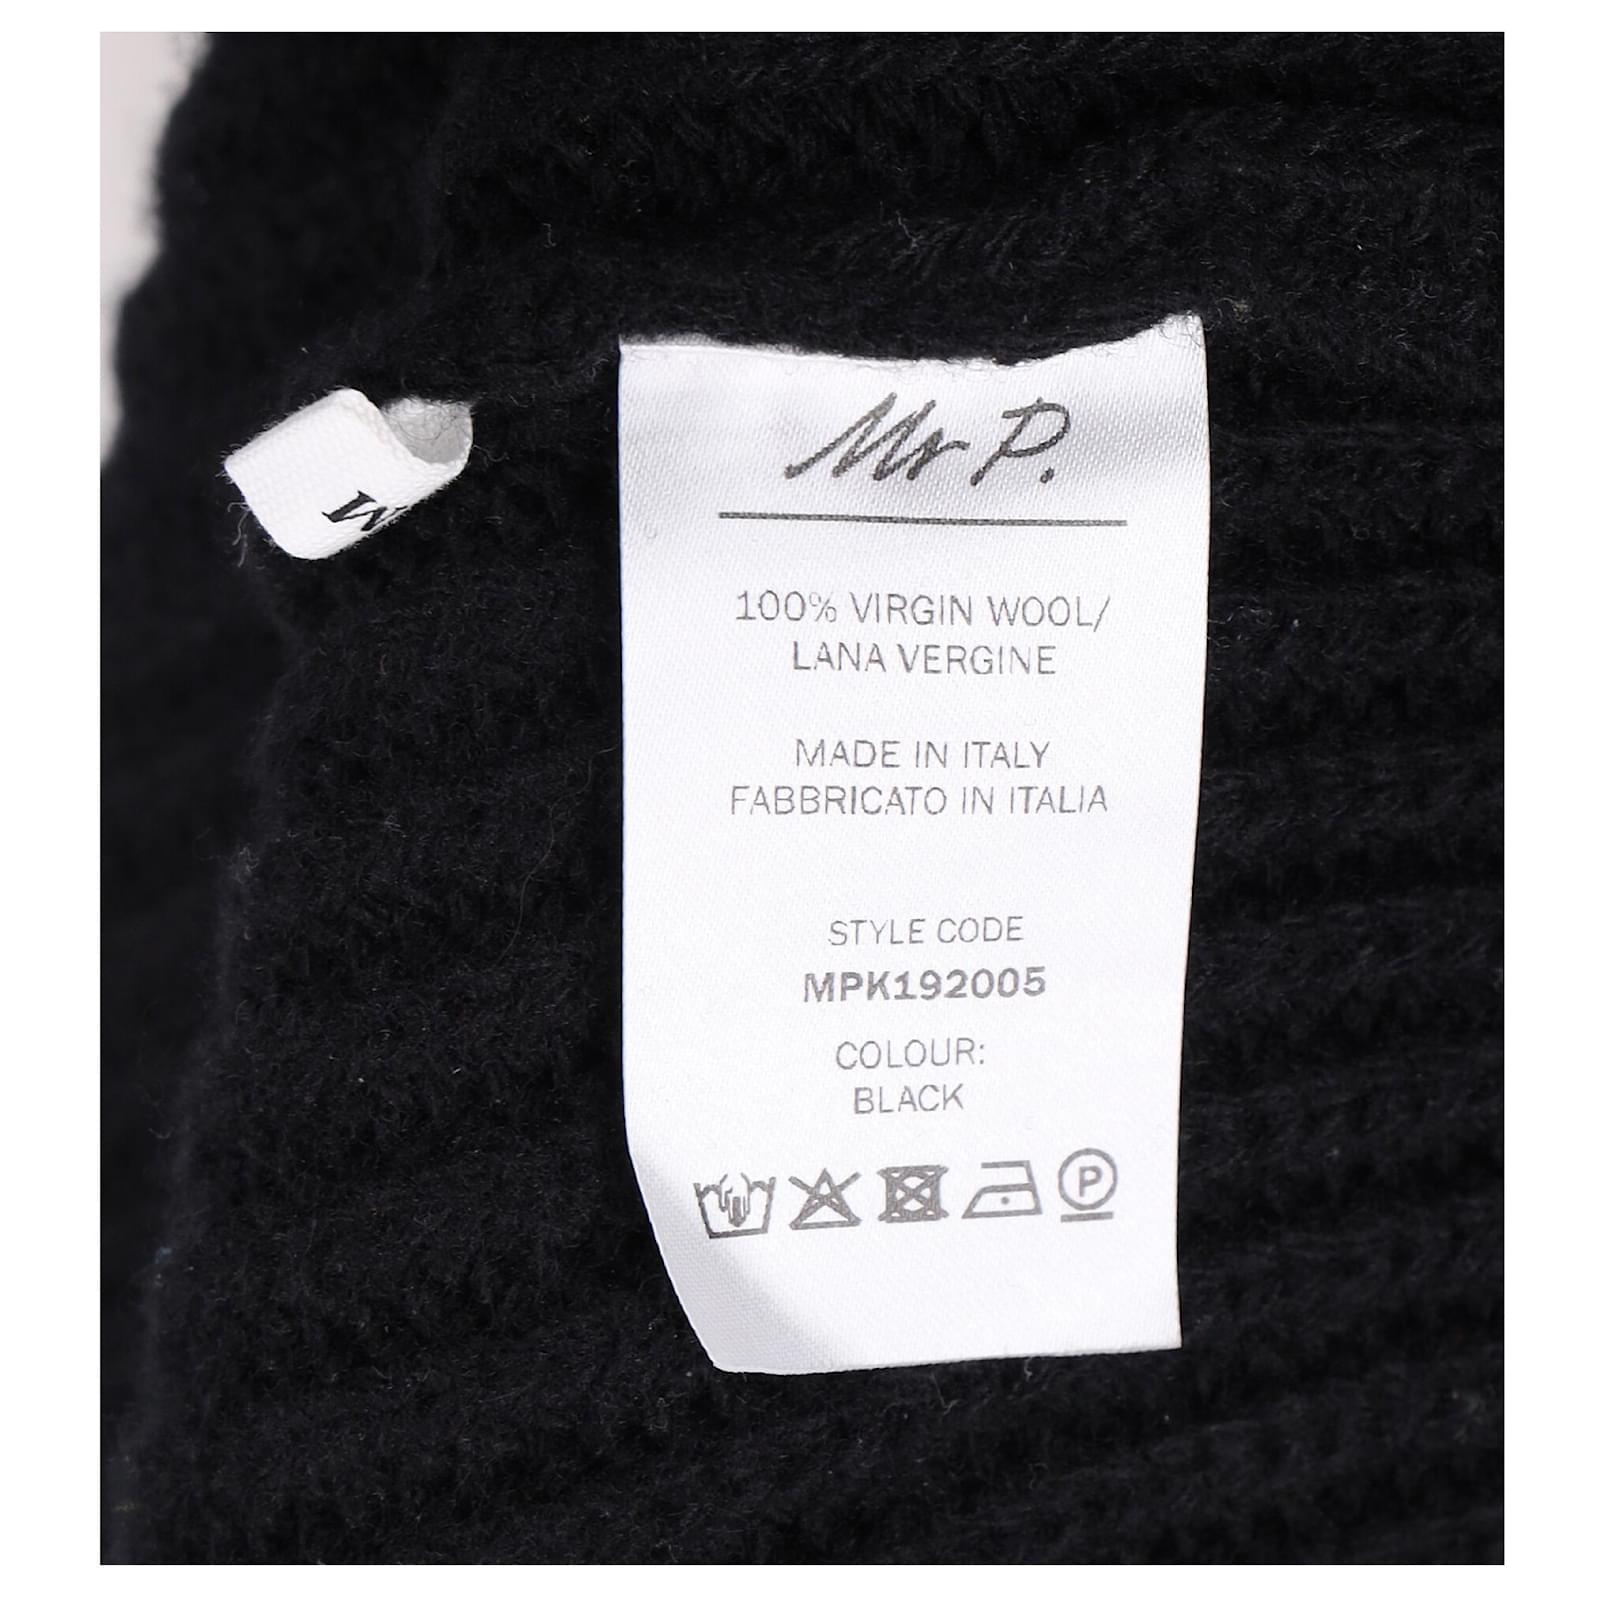 Mr P.
100% VIRGIN WOOL/
LANA VERGINE
MADE IN ITALY
FABBRICATO IN ITALIA
STYLE CODE
MPK192005
COLOUR:
BLACK
P